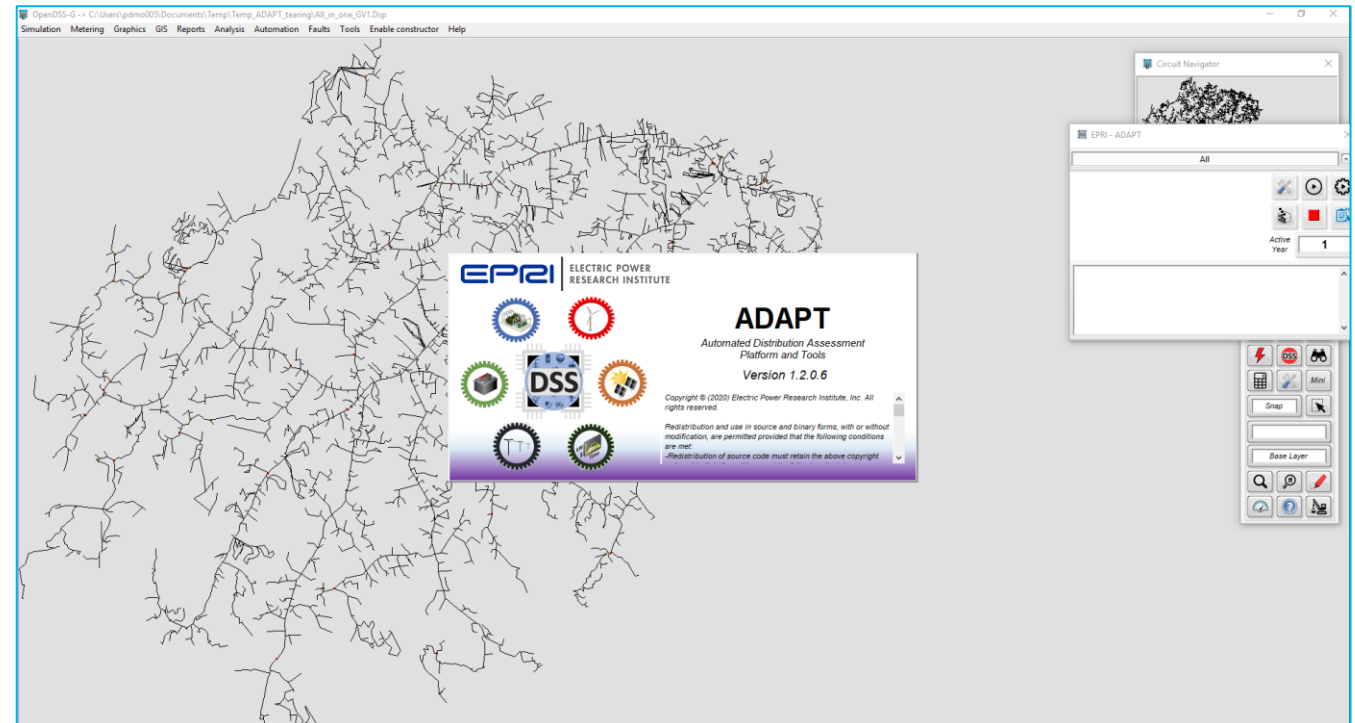 OpenDSS-G -> C:\Users\pdmo005\Documents\Temp\Temp_ADAPT_tearing\All_in_one_GV1.Dsp
Simulation Metering Graphics GIS Reports Analysis Automation Faults Tools Enable constructor Help
Circuit Navigator
EPRI - ADAPT
All
Active
Year
1
EPRI
ELECTRIC POWER
RESEARCH INSTITUTE
ADAPT
Automated Distribution Assessment
Platform and Tools
Version 1.2.0.6
DSS
Copyright © (2020) Electric Power Research Institute, Inc. All
rights reserved.
Redistribution and use in source and binary forms, with or without
modification, are permitted provided that the following conditions
are met:
-Redistribution of source code must retain the above copyright
DSS
Mini
Snap
Base Layer